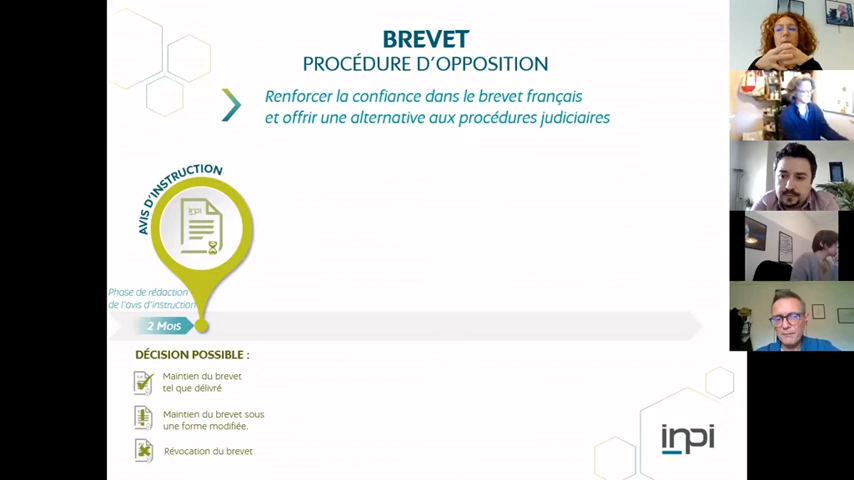 BREVET
PROCÉDURE D'OPPOSITION
Renforcer la confiance dans le brevet français
et offrir une alternative aux procédures judiciaires
AVIS D'INSTRUCTION
inpi
Phase de rédaction
de l'avis d'instruction
2 Mois
DÉCISION POSSIBLE :
Maintien du brevet
tel que délivré
Maintien du brevet sous
une forme modifiée.
Révocation du brevet
inpi